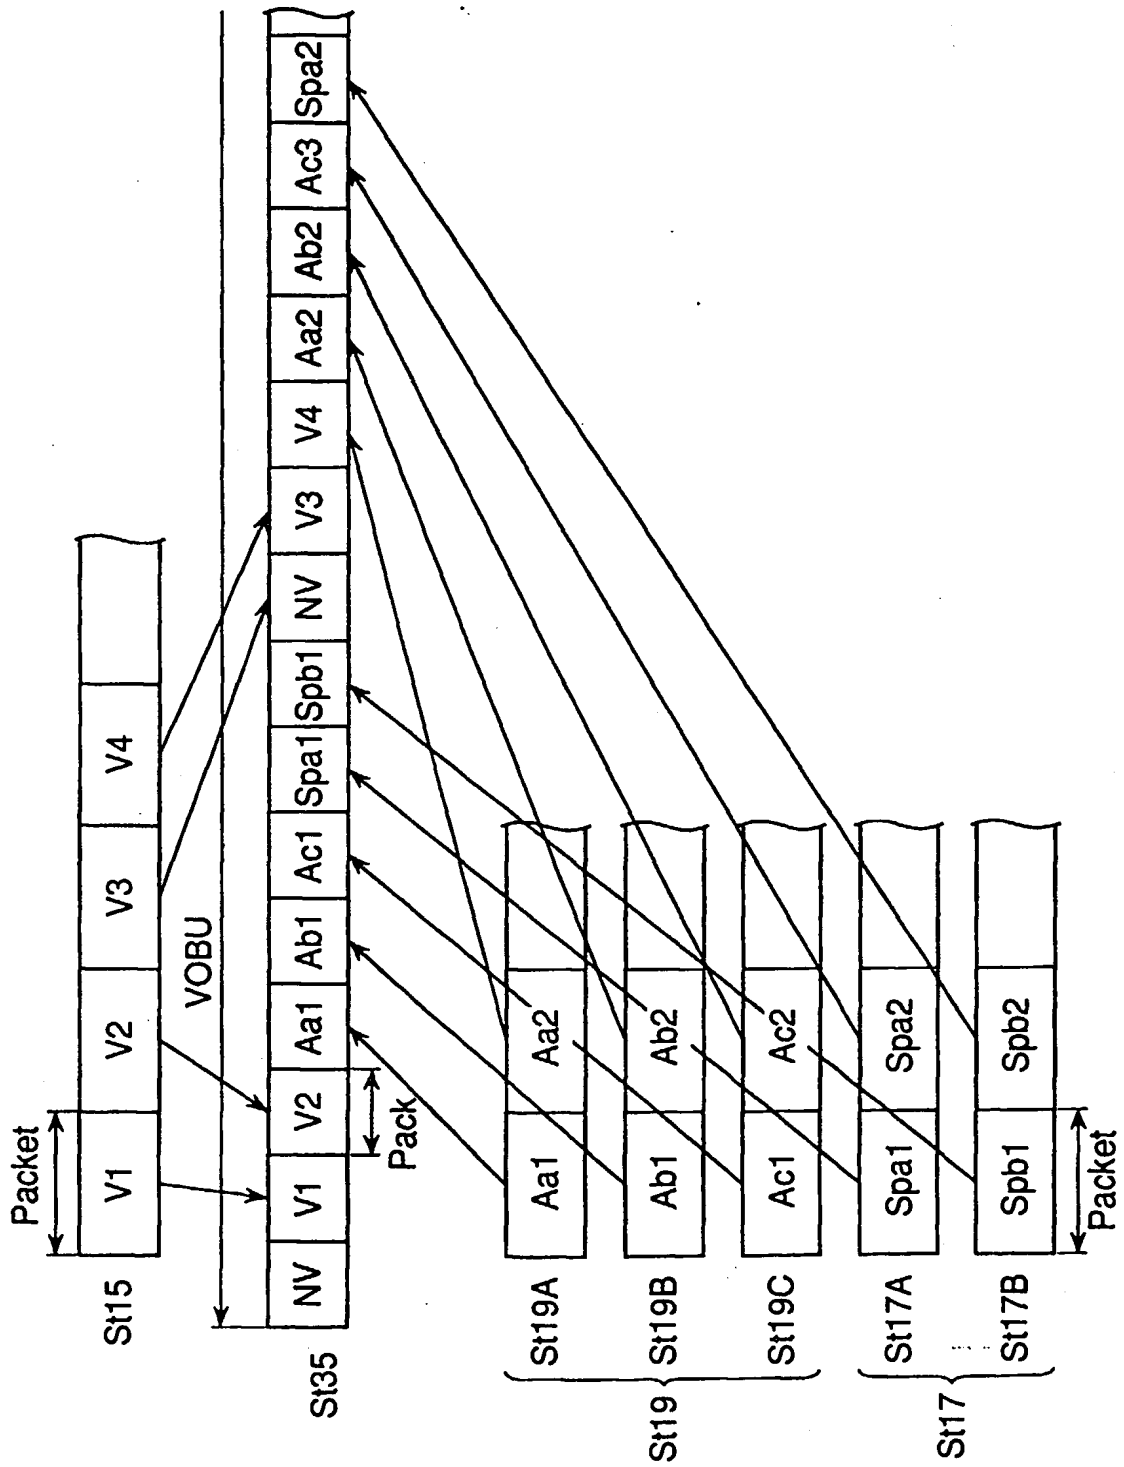 Packet
St15 V1 V2 V3 V4
VOBU
St35 NV V1 V2 Aa1 Ab1 Ac1 Spa1 Spb1 NV V3 V4 Aa2 Ab2 Ac3 Spa2
Pack
St19
St19A Aa1 Aa2
St19B Ab1 Ab2
St19C Ac1 Ac2
St17
St17A Spa1 Spa2
St17B Spb1 Spb2
Packet